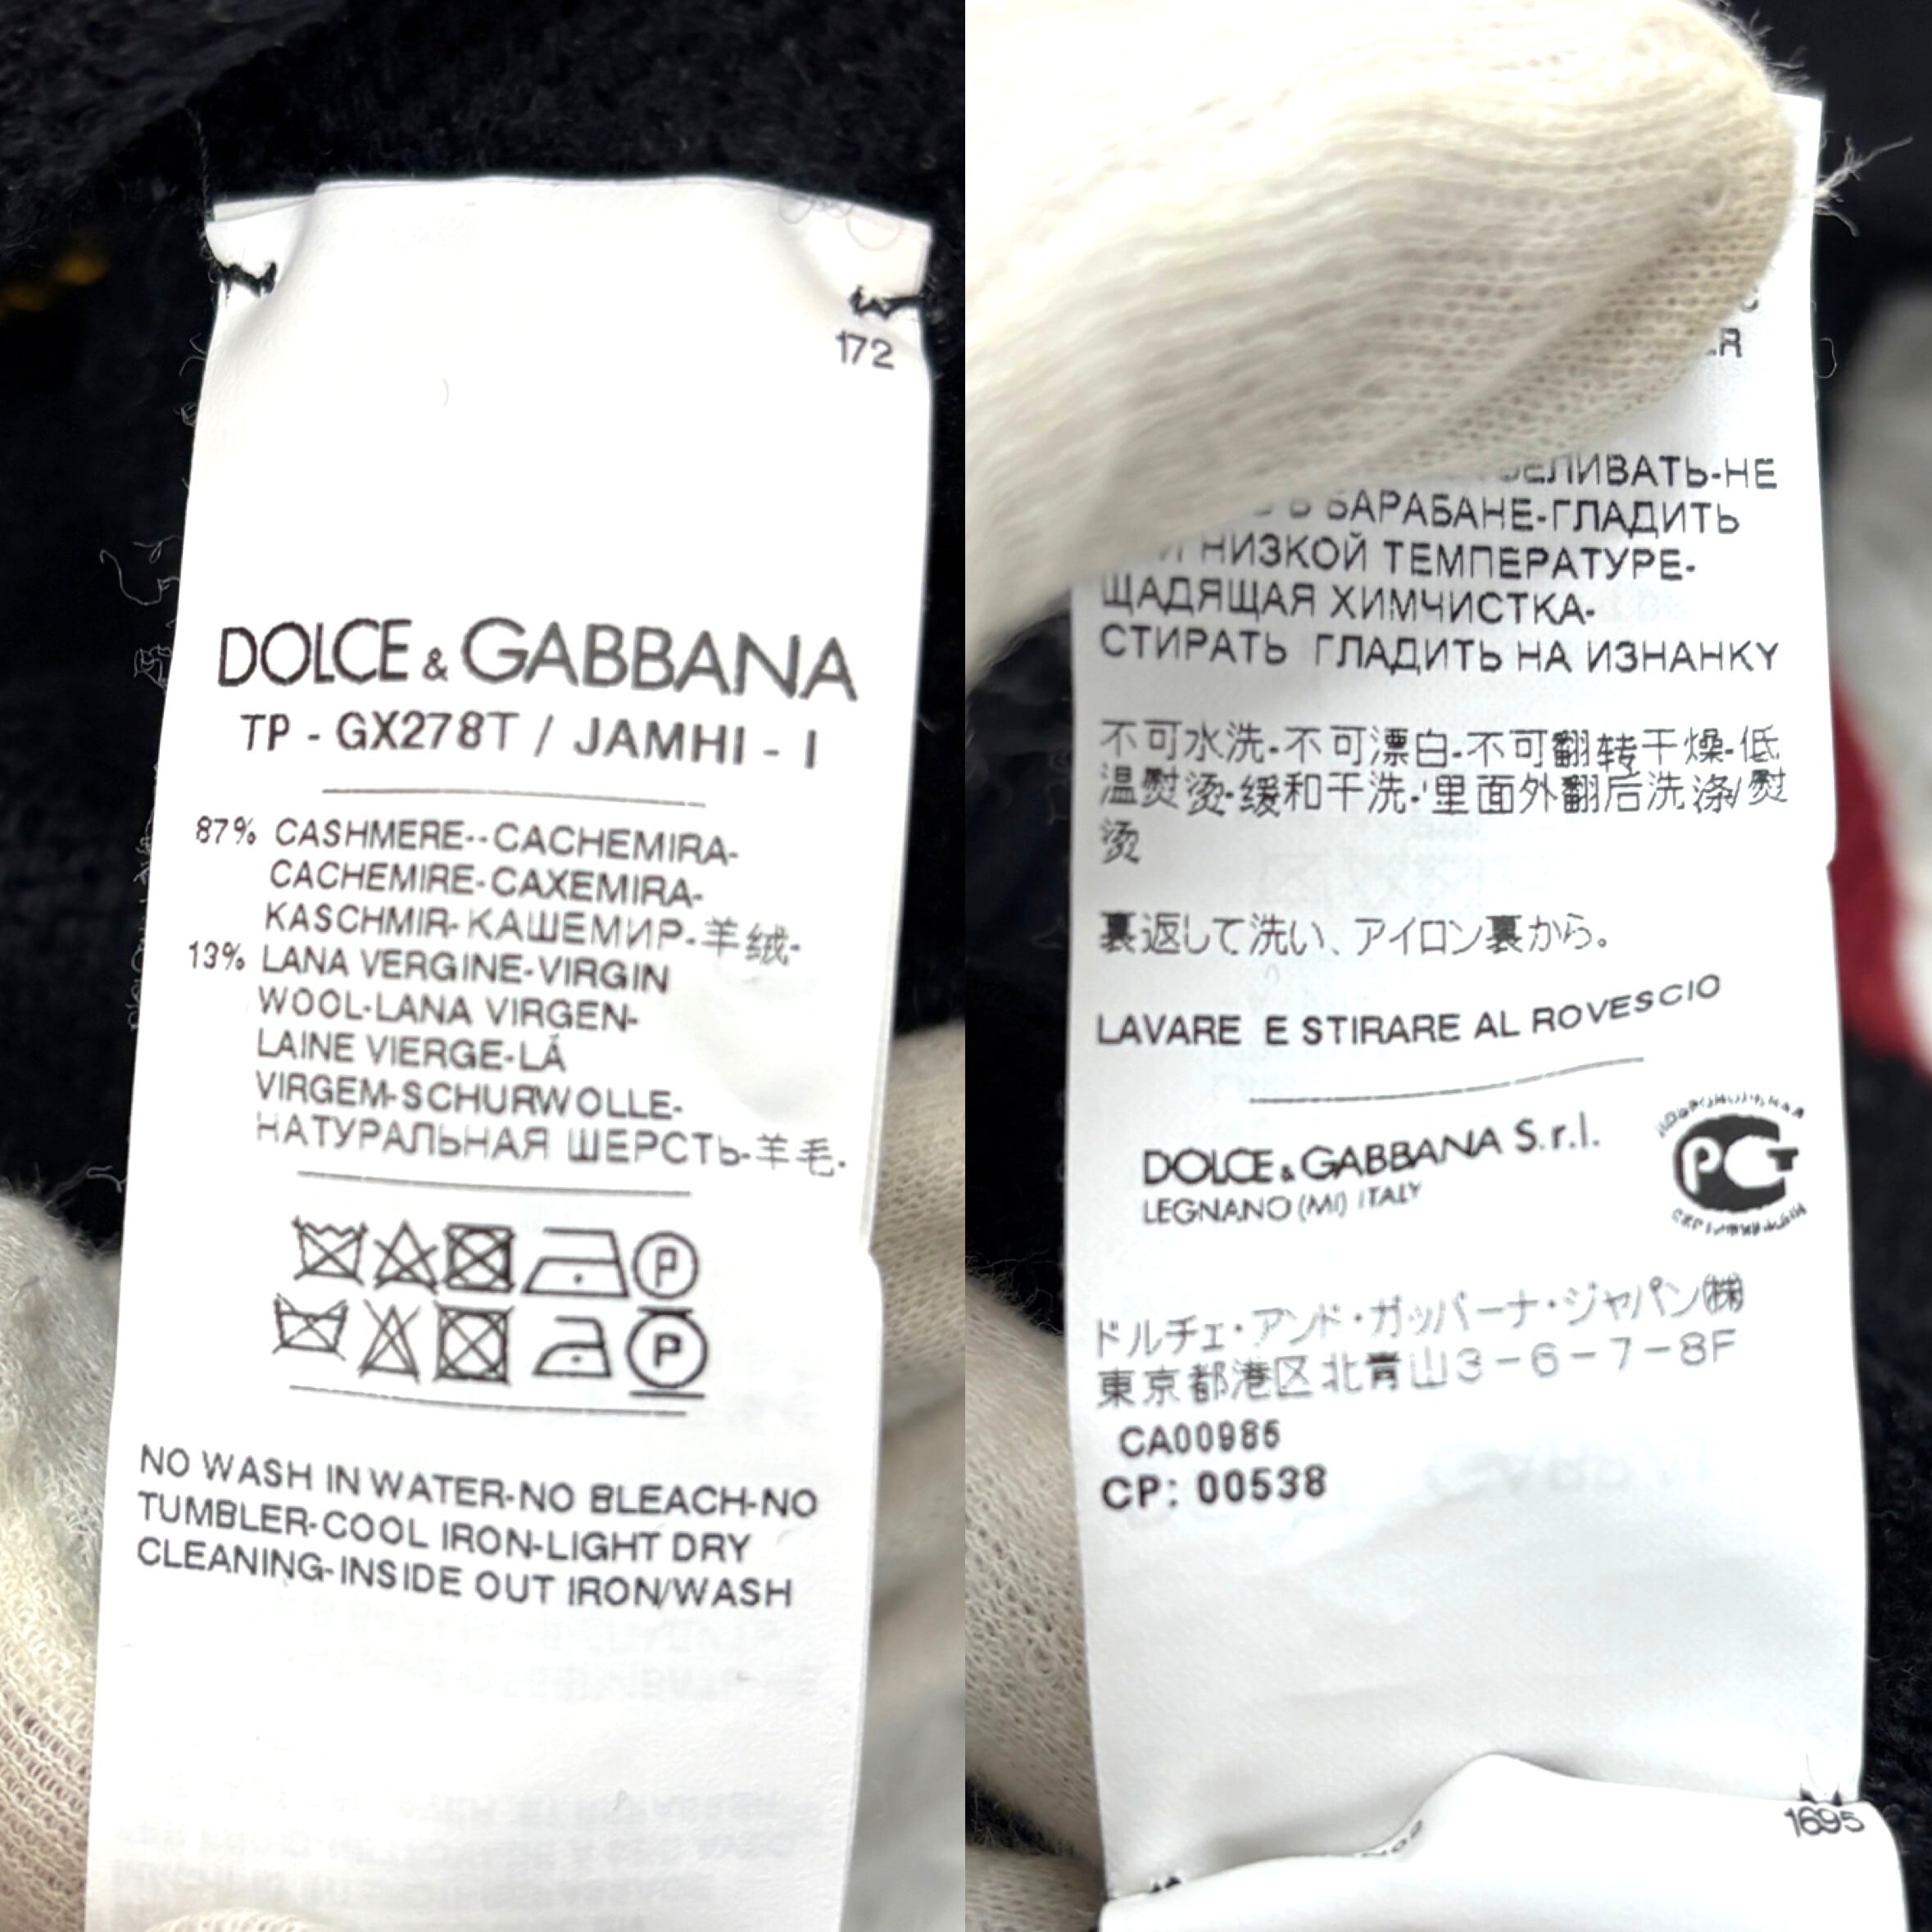 172
DOLCE & GABBANA
TP - GX278T / JAMHI - I
87% CASHMERE--CACHEMIRA-
CACHEMIRE-CAXEMIRA-
KASCHMIR-КАШЕМИР-羊绒-
13% LANA VERGINE-VIRGIN
WOOL-LANA VIRGEN-
LAINE VIERGE-LÁ
VIRGEM-SCHURWOLLE-
НАТУРАЛЬНАЯ ШЕРСТЬ-羊毛-
P
P
NO WASH IN WATER-NO BLEACH-NO
TUMBLER-COOL IRON-LIGHT DRY
CLEANING-INSIDE OUT IRON/WASH
НЕ
В БАРАБАНЕ-ГЛАДИТЬ
НИЗКОЙ ТЕМПЕРАТУРЕ-
ЩАДЯЩАЯ ХИМЧИСТКА-
СТИРАТЬ ГЛАДИТЬ НА ИЗНАНКУ
不可水洗-不可漂白-不可翻转干燥-低
温熨烫-缓和干洗-'里面外翻后洗涤/熨
烫
裏返して洗い、アイロン裏から。
LAVARE E STIRARE AL ROVESCIO
DOLCE & GABBANA S.r.l.
LEGNANO (MI) ITALY
РСТ
ドルチェ・アンド・ガッバーナ・ジャパン㈱
東京都港区北青山3-6-7-8F
CA00985
CP: 00538
1695